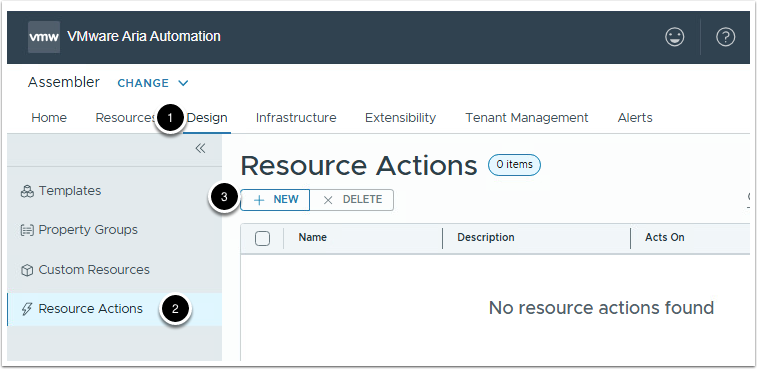 vmw VMware Aria Automation
Assembler CHANGE
Home Resources 1 Design Infrastructure Extensibility Tenant Management Alerts
Resource Actions 0 items
3 + NEW × DELETE
Templates
Property Groups
Custom Resources
Resource Actions 2
Name Description Acts On
No resource actions found